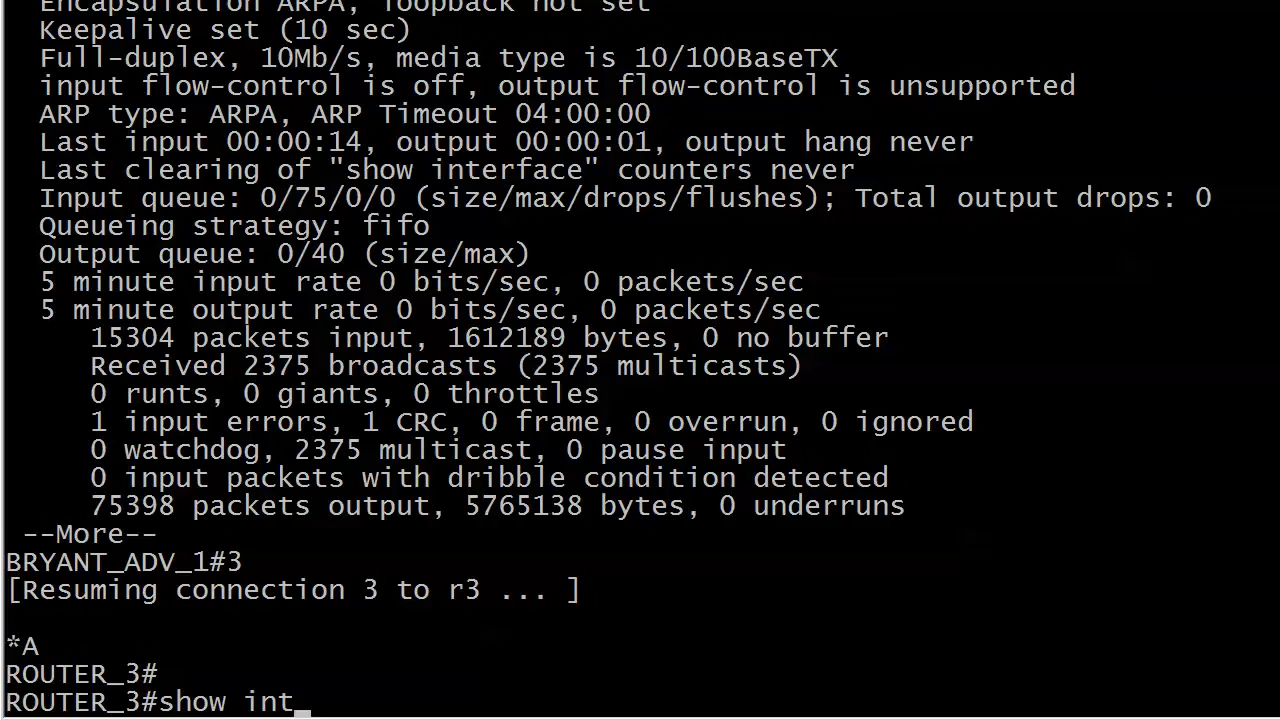 Encapsulation ARPA, loopback not set
Keepalive set (10 sec)
Full-duplex, 10Mb/s, media type is 10/100BaseTX
input flow-control is off, output flow-control is unsupported
ARP type: ARPA, ARP Timeout 04:00:00
Last input 00:00:14, output 00:00:01, output hang never
Last clearing of "show interface" counters never
Input queue: 0/75/0/0 (size/max/drops/flushes); Total output drops: 0
Queueing strategy: fifo
Output queue: 0/40 (size/max)
5 minute input rate 0 bits/sec, 0 packets/sec
5 minute output rate 0 bits/sec, 0 packets/sec
15304 packets input, 1612189 bytes, 0 no buffer
Received 2375 broadcasts (2375 multicasts)
0 runts, 0 giants, 0 throttles
1 input errors, 1 CRC, 0 frame, 0 overrun, 0 ignored
0 watchdog, 2375 multicast, 0 pause input
0 input packets with dribble condition detected
75398 packets output, 5765138 bytes, 0 underruns
--More--
BRYANT_ADV_1#3
[Resuming connection 3 to r3 ... ]
*A
ROUTER_3#
ROUTER_3#show int_